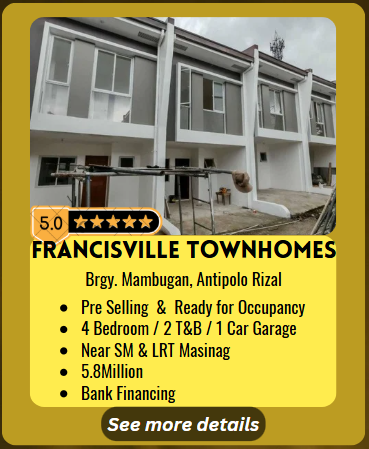 5.0
FRANCISVILLE TOWNHOMES
Brgy. Mambugan, Antipolo Rizal
• Pre Selling & Ready for Occupancy
• 4 Bedroom / 2 T&B / 1 Car Garage
• Near SM & LRT Masinag
• 5.8Million
• Bank Financing
See more details